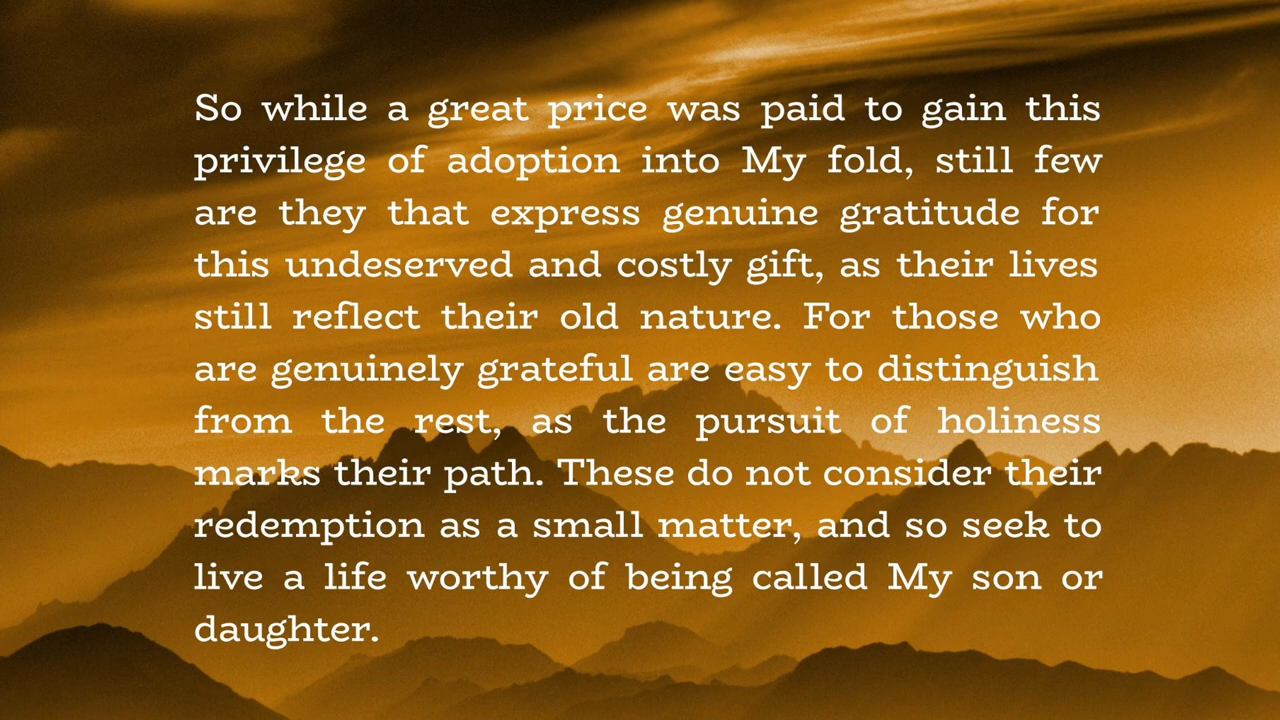 So while a great price was paid to gain this
privilege of adoption into My fold, still few
are they that express genuine gratitude for
this undeserved and costly gift, as their lives
still reflect their old nature. For those who
are genuinely grateful are easy to distinguish
from the rest, as the pursuit of holiness
marks their path. These do not consider their
redemption as a small matter, and so seek to
live a life worthy of being called My son or
daughter.